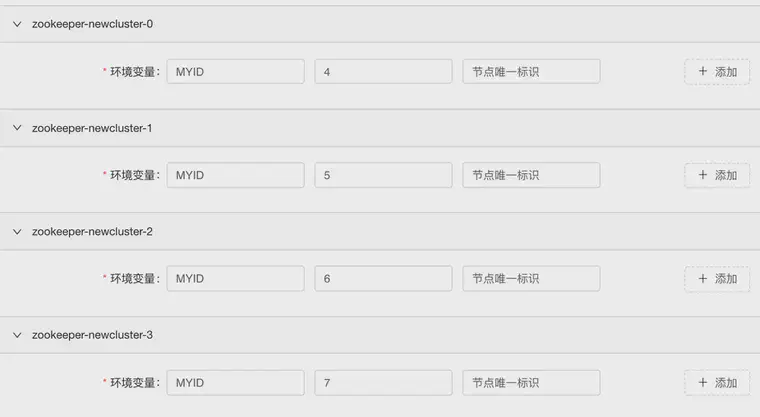 zookeeper-newcluster-0
* 环境变量: MYID 4 节点唯一标识 + 添加
zookeeper-newcluster-1
* 环境变量: MYID 5 节点唯一标识 + 添加
zookeeper-newcluster-2
* 环境变量: MYID 6 节点唯一标识 + 添加
zookeeper-newcluster-3
* 环境变量: MYID 7 节点唯一标识 + 添加